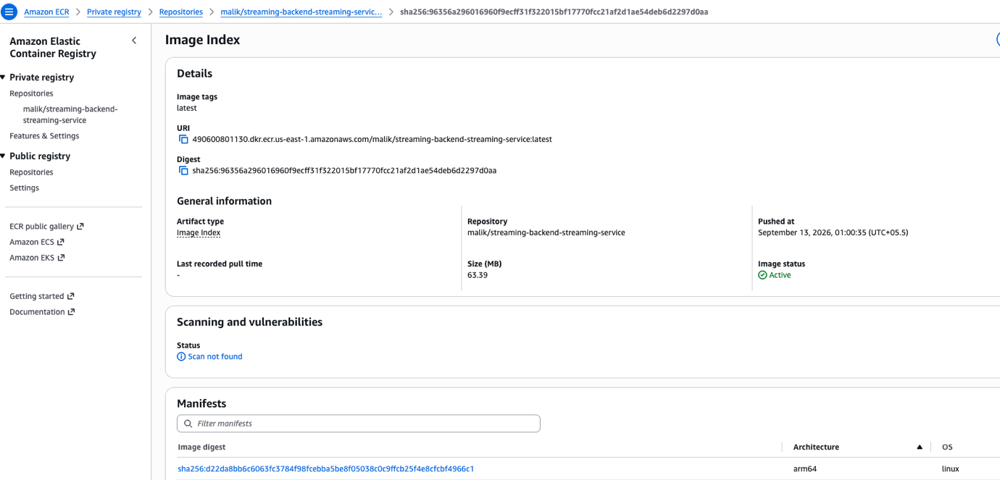 Amazon ECR
Private registry
Repositories
malik/streaming-backend-streaming-servic...
sha256:96356a296016960f9ecff31f322015bf17770fcc21af2d1ae54deb6d2297d0aa
Amazon Elastic
Container Registry
Private registry
Repositories
malik/streaming-backend-
streaming-service
Features & Settings
Public registry
Repositories
Settings
ECR public gallery
Amazon ECS
Amazon EKS
Getting started
Documentation
Image Index
Details
Image tags
latest
URI
490600801130.dkr.ecr.us-east-1.amazonaws.com/malik/streaming-backend-streaming-service:latest
Digest
sha256:96356a296016960f9ecff31f322015bf17770fcc21af2d1ae54deb6d2297d0aa
General information
Artifact type
Image Index
Repository
malik/streaming-backend-streaming-service
Pushed at
September 13, 2026, 01:00:35 (UTC+05.5)
Last recorded pull time
-
Size (MB)
63.39
Image status
Active
Scanning and vulnerabilities
Status
Scan not found
Manifests
Filter manifests
Image digest
Architecture
OS
sha256:d22da8bb6c6063fc3784f98fcebba5be8f05038c0c9ffcb25f4e8cfcbf4966c1
arm64
linux